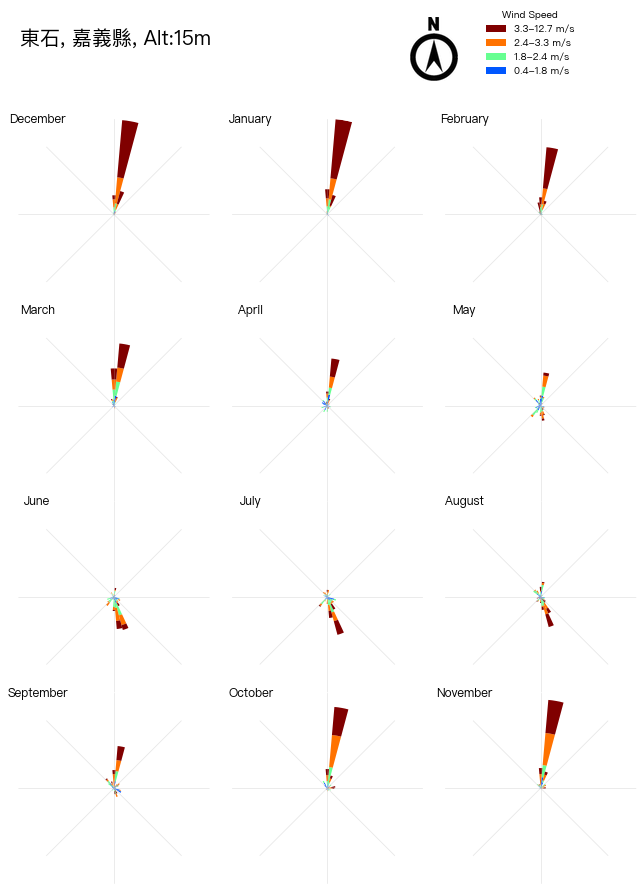 東石, 嘉義縣, Alt:15m
N
Wind Speed
3.3–12.7 m/s
2.4–3.3 m/s
1.8–2.4 m/s
0.4–1.8 m/s
December
January
February
March
April
May
June
July
August
September
October
November